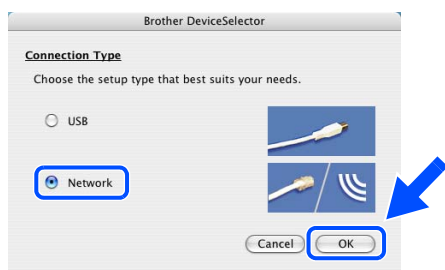 Brother DeviceSelector
Connection Type
Choose the setup type that best suits your needs.
USB
Network
Cancel OK